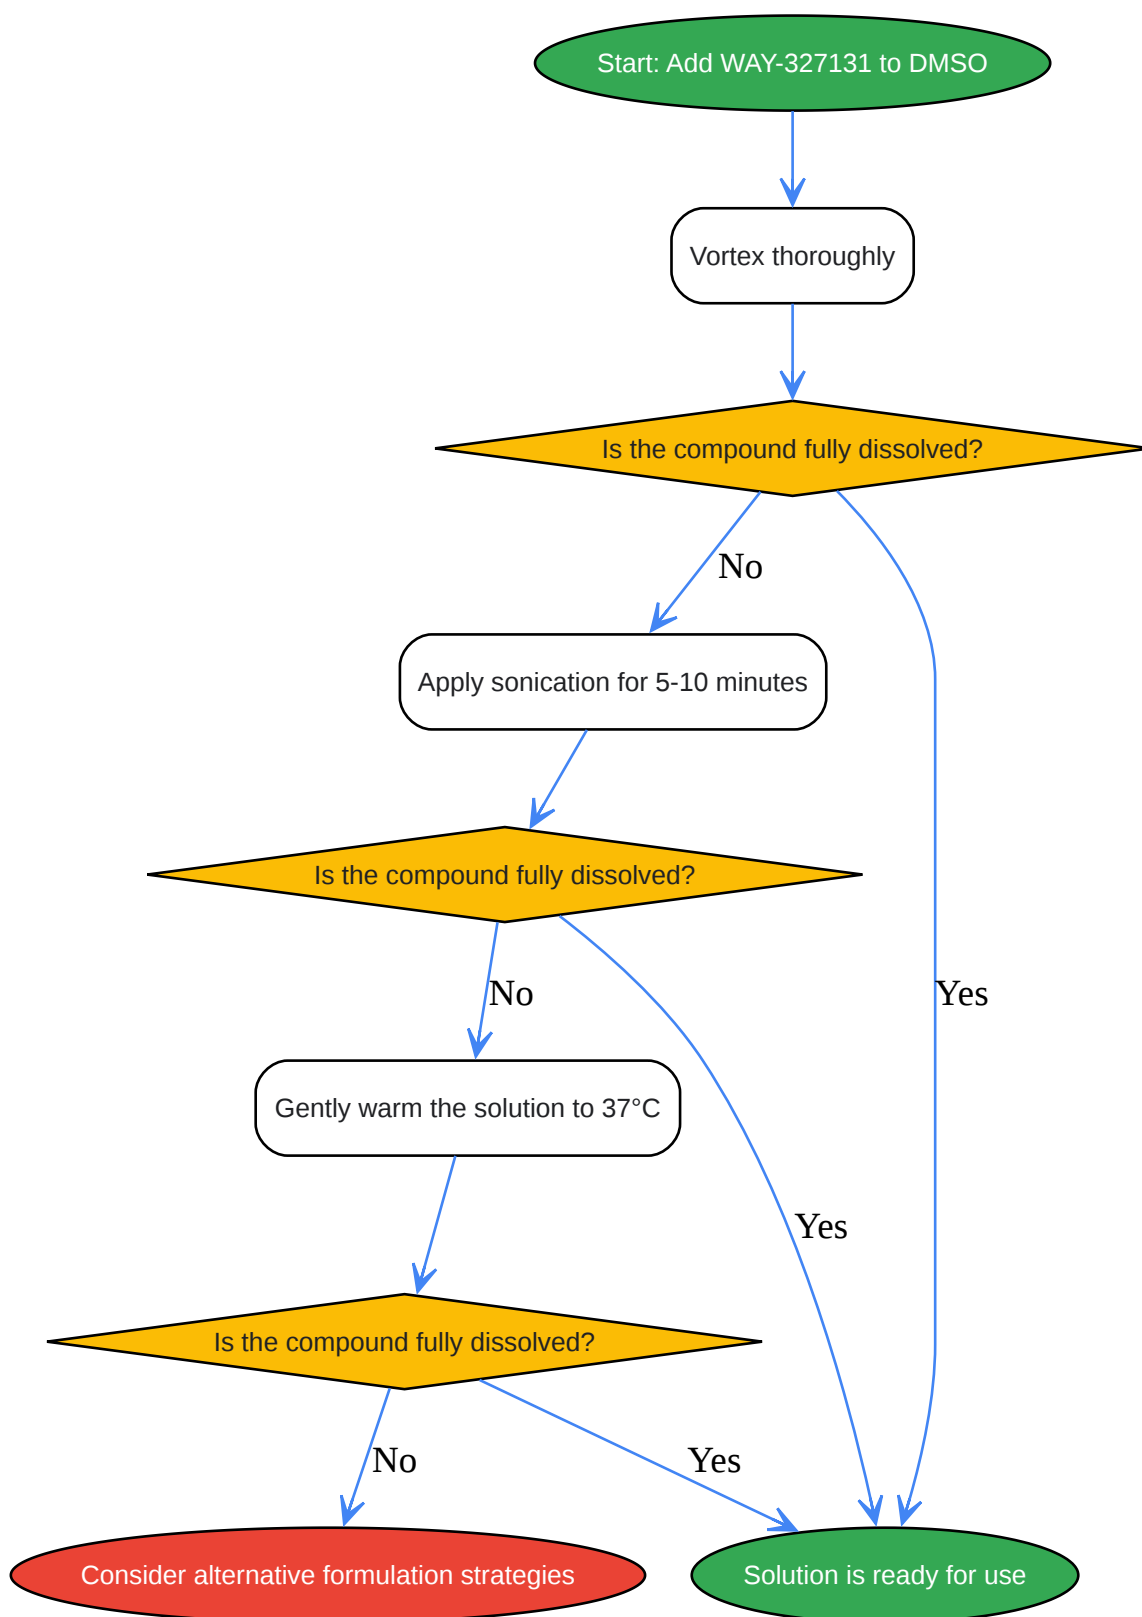 Start: Add WAY-327131 to DMSO
Vortex thoroughly
Is the compound fully dissolved?
No
Apply sonication for 5-10 minutes
Is the compound fully dissolved?
No
Yes
Gently warm the solution to 37°C
Yes
Is the compound fully dissolved?
No
Yes
Consider alternative formulation strategies
Solution is ready for use